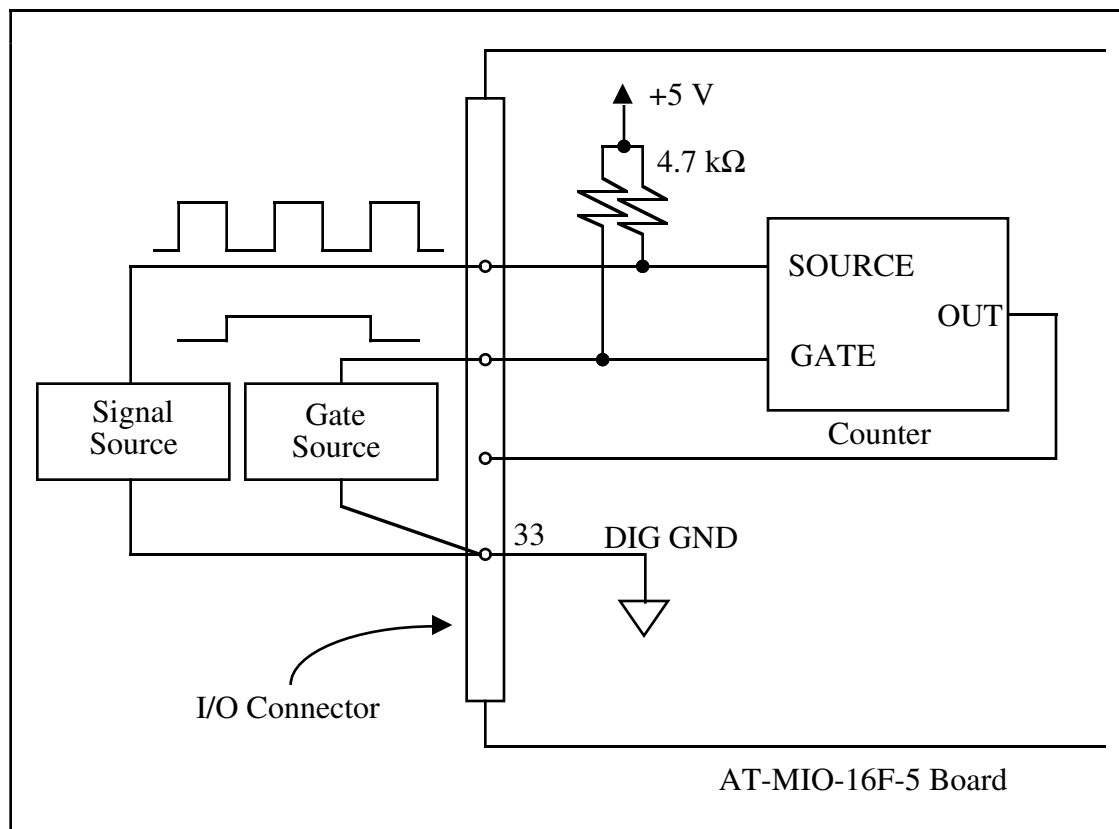 +5 V
4.7 kΩ
SOURCE
OUT
GATE
Counter
Signal
Source
Gate
Source
33
DIG GND
I/O Connector
AT-MIO-16F-5 Board